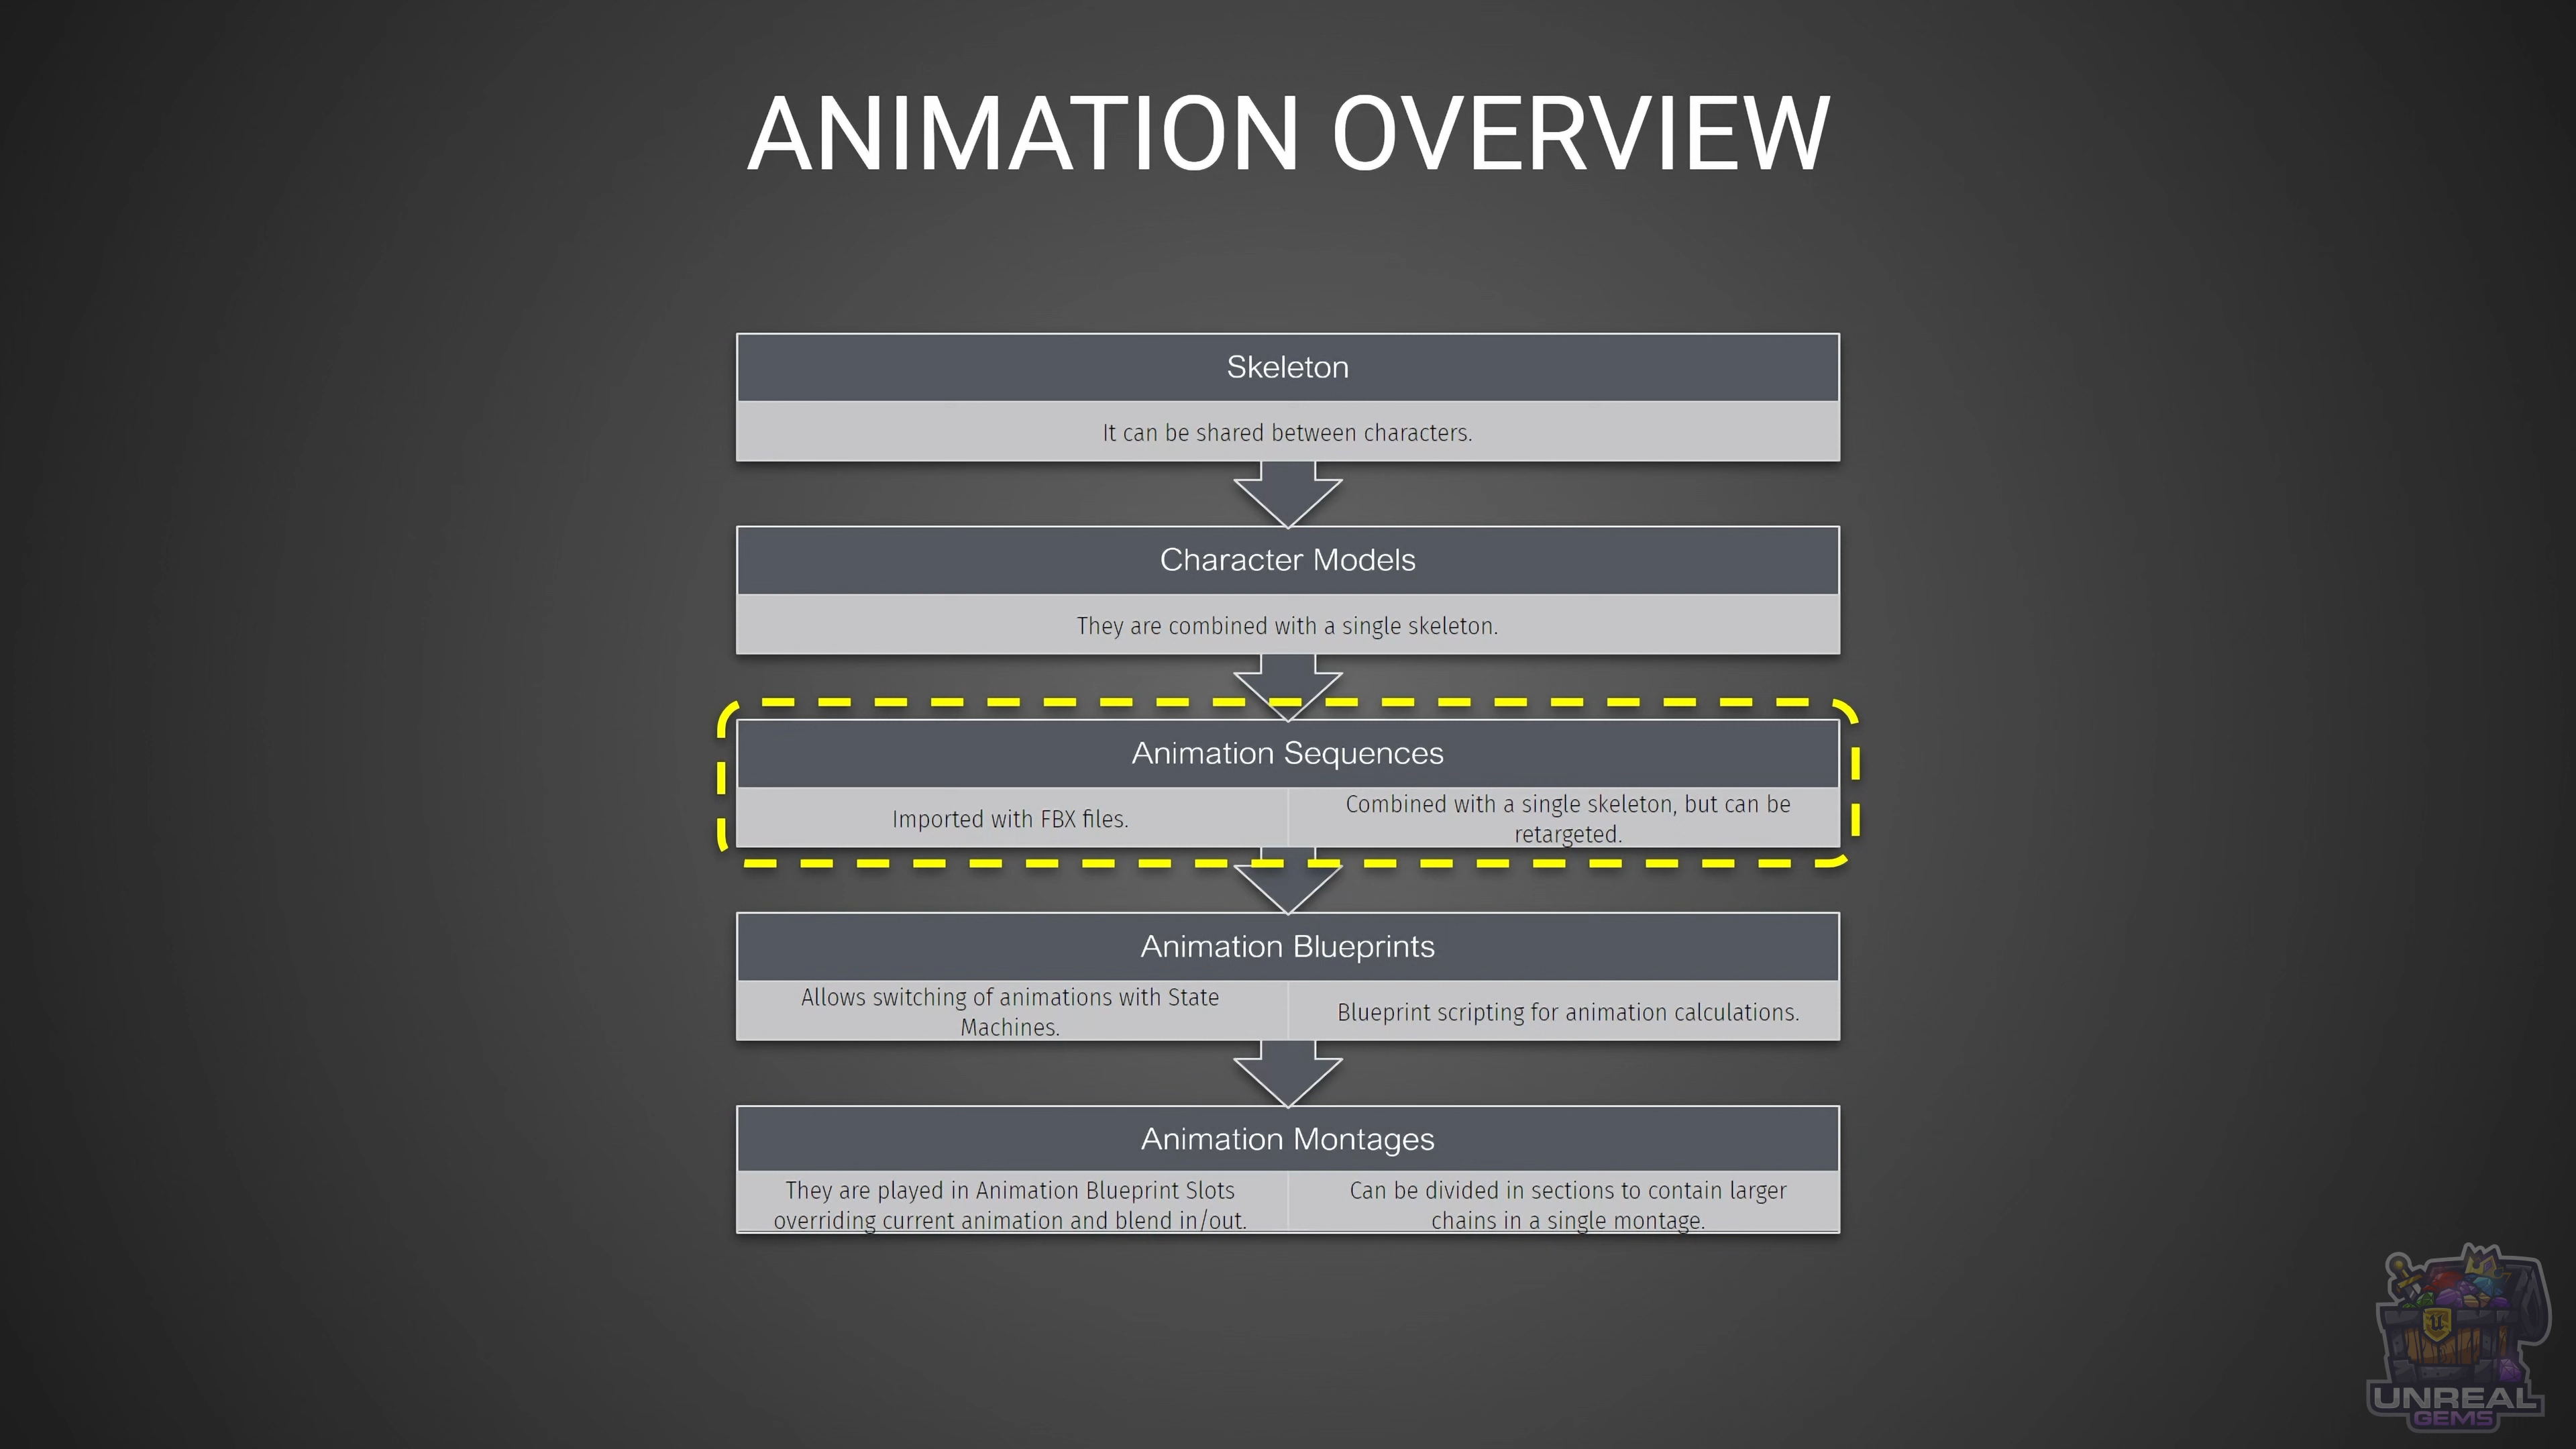 ANIMATION OVERVIEW
Skeleton
It can be shared between characters.
Character Models
They are combined with a single skeleton.
Animation Sequences
Imported with FBX files.
Combined with a single skeleton, but can be
retargeted.
Animation Blueprints
Allows switching of animations with State
Machines.
Blueprint scripting for animation calculations.
Animation Montages
They are played in Animation Blueprint Slots
overriding current animation and blend in/out.
Can be divided in sections to contain larger
chains in a single montage.
UNREAL
GEMS